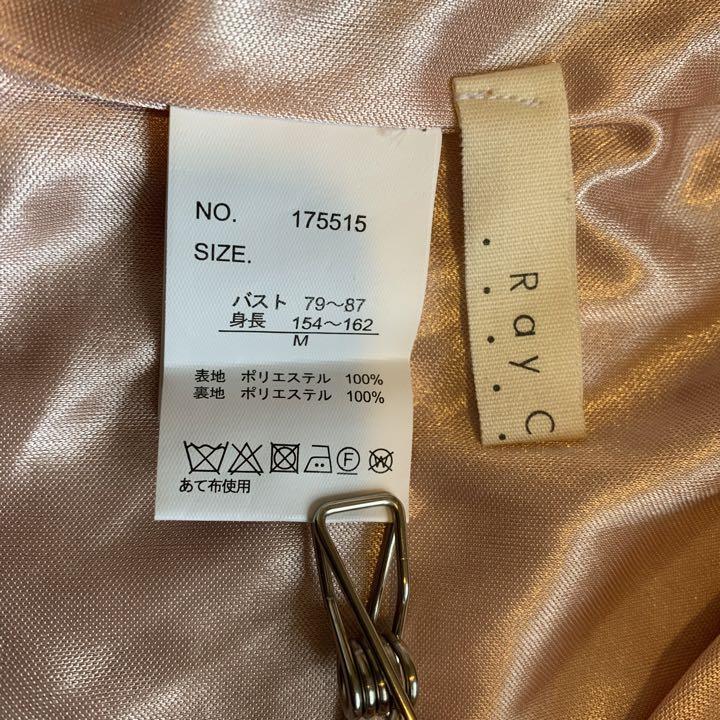 NO. 175515
SIZE.
バスト 79～87
身長 154～162
M
表地 ポリエステル 100%
裏地 ポリエステル 100%
F W
あて布使用
Ray C